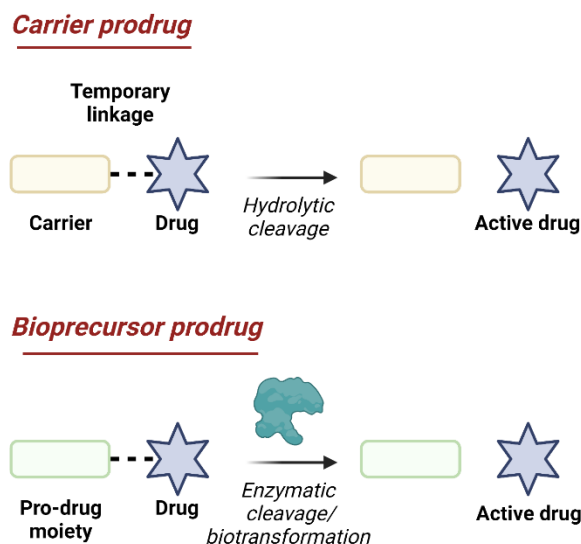 Carrier prodrug
Temporary
linkage
Carrier
Drug
Hydrolytic
cleavage
Active drug
Bioprecursor prodrug
Pro-drug
moiety
Drug
Enzymatic
cleavage/
biotransformation
Active drug